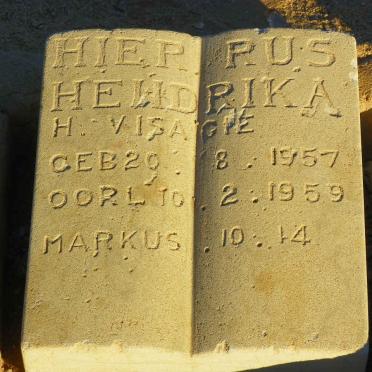 HIER RUS
HENDRIKA
H. VISAGIE
GEB 20. 8. 1957
OORL 10. 2. 1959
MARKUS. 10. 14